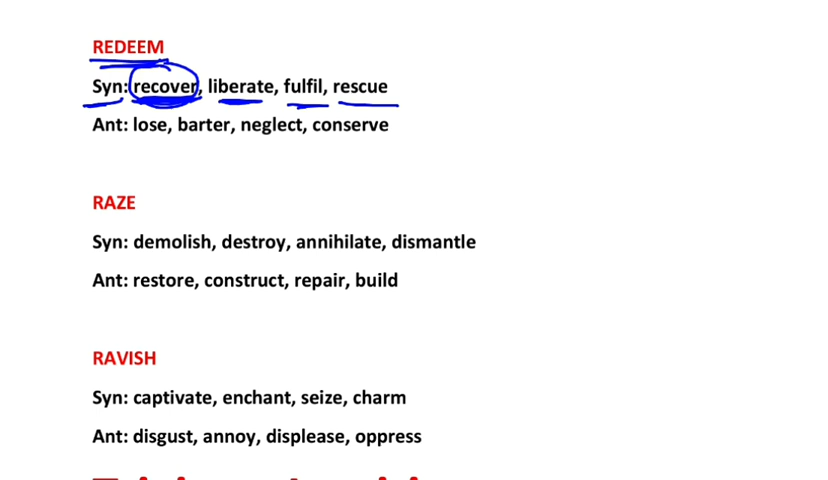 REDEEM
Syn: recover, liberate, fulfil, rescue
Ant: lose, barter, neglect, conserve
RAZE
Syn: demolish, destroy, annihilate, dismantle
Ant: restore, construct, repair, build
RAVISH
Syn: captivate, enchant, seize, charm
Ant: disgust, annoy, displease, oppress